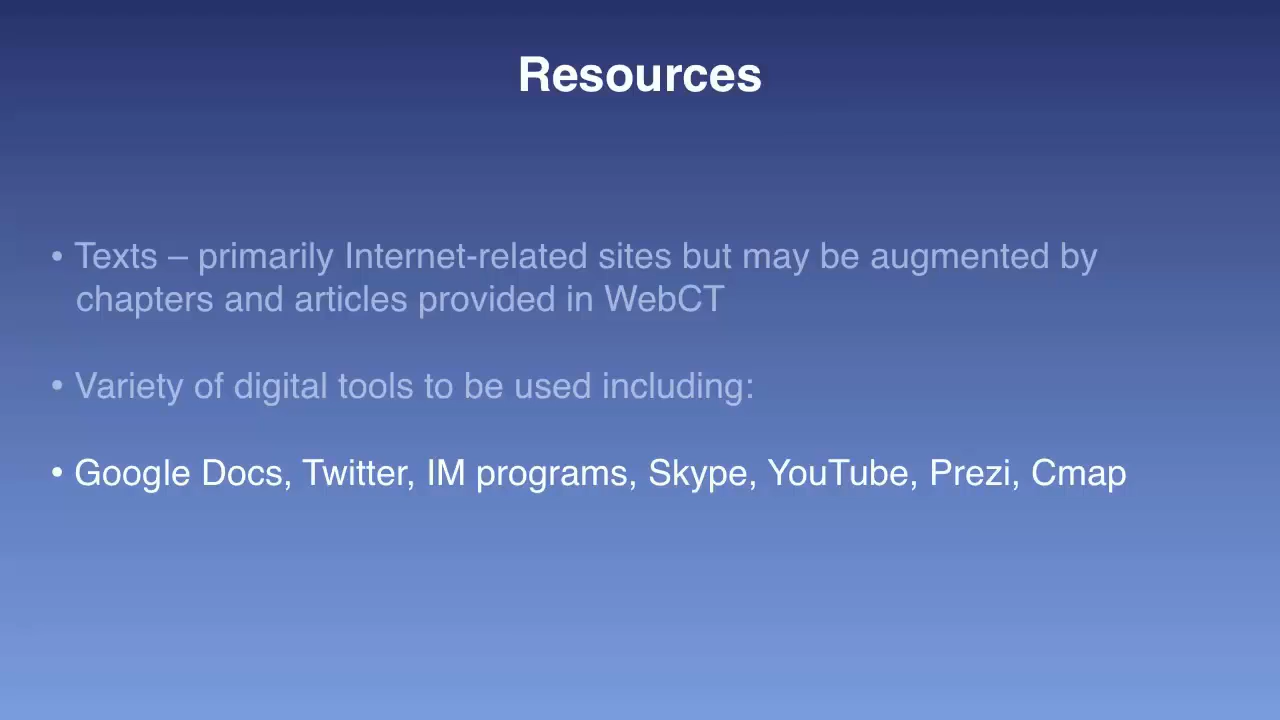 Resources
• Texts – primarily Internet-related sites but may be augmented by
chapters and articles provided in WebCT
• Variety of digital tools to be used including:
• Google Docs, Twitter, IM programs, Skype, YouTube, Prezi, Cmap